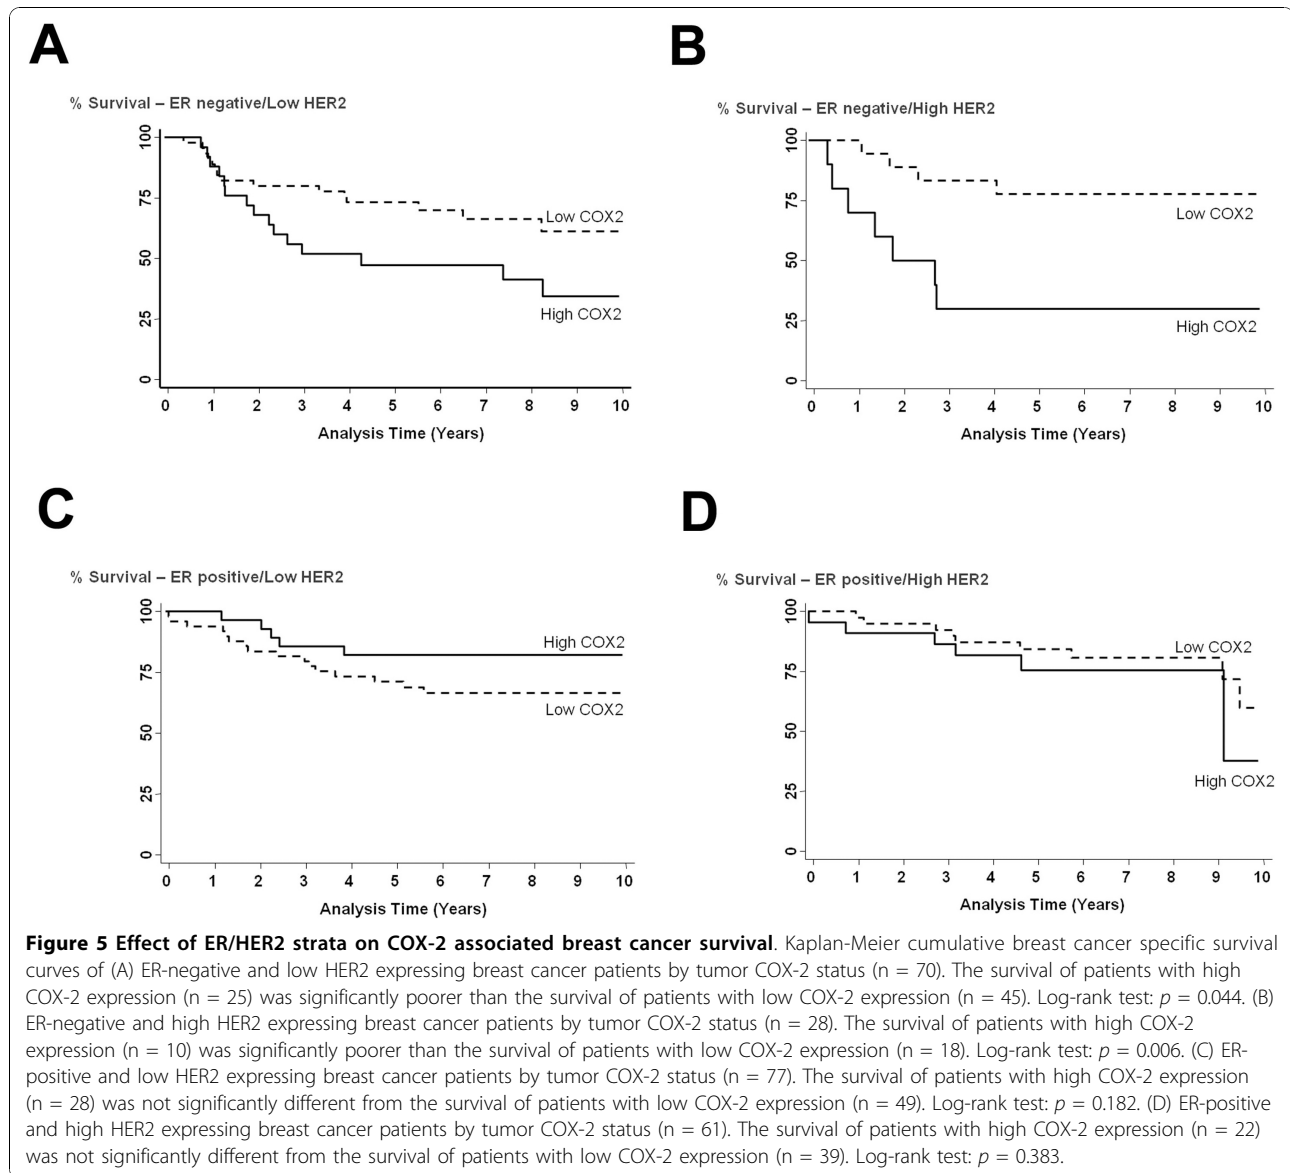 A
% Survival – ER negative/Low HER2
100
75
50
25
0
Low COX2
High COX2
0 1 2 3 4 5 6 7 8 9 10
Analysis Time (Years)
B
% Survival – ER negative/High HER2
100
75
50
25
0
Low COX2
High COX2
0 1 2 3 4 5 6 7 8 9 10
Analysis Time (Years)
C
% Survival – ER positive/Low HER2
100
75
50
25
0
High COX2
Low COX2
0 1 2 3 4 5 6 7 8 9 10
Analysis Time (Years)
D
% Survival – ER positive/High HER2
100
75
50
25
0
Low COX2
High COX2
0 1 2 3 4 5 6 7 8 9 10
Analysis Time (Years)
Figure 5 Effect of ER/HER2 strata on COX-2 associated breast cancer survival. Kaplan-Meier cumulative breast cancer specific survival
curves of (A) ER-negative and low HER2 expressing breast cancer patients by tumor COX-2 status (n = 70). The survival of patients with high
COX-2 expression (n = 25) was significantly poorer than the survival of patients with low COX-2 expression (n = 45). Log-rank test: p = 0.044. (B)
ER-negative and high HER2 expressing breast cancer patients by tumor COX-2 status (n = 28). The survival of patients with high COX-2
expression (n = 10) was significantly poorer than the survival of patients with low COX-2 expression (n = 18). Log-rank test: p = 0.006. (C) ER-
positive and low HER2 expressing breast cancer patients by tumor COX-2 status (n = 77). The survival of patients with high COX-2 expression
(n = 28) was not significantly different from the survival of patients with low COX-2 expression (n = 49). Log-rank test: p = 0.182. (D) ER-positive
and high HER2 expressing breast cancer patients by tumor COX-2 status (n = 61). The survival of patients with high COX-2 expression (n = 22)
was not significantly different from the survival of patients with low COX-2 expression (n = 39). Log-rank test: p = 0.383.